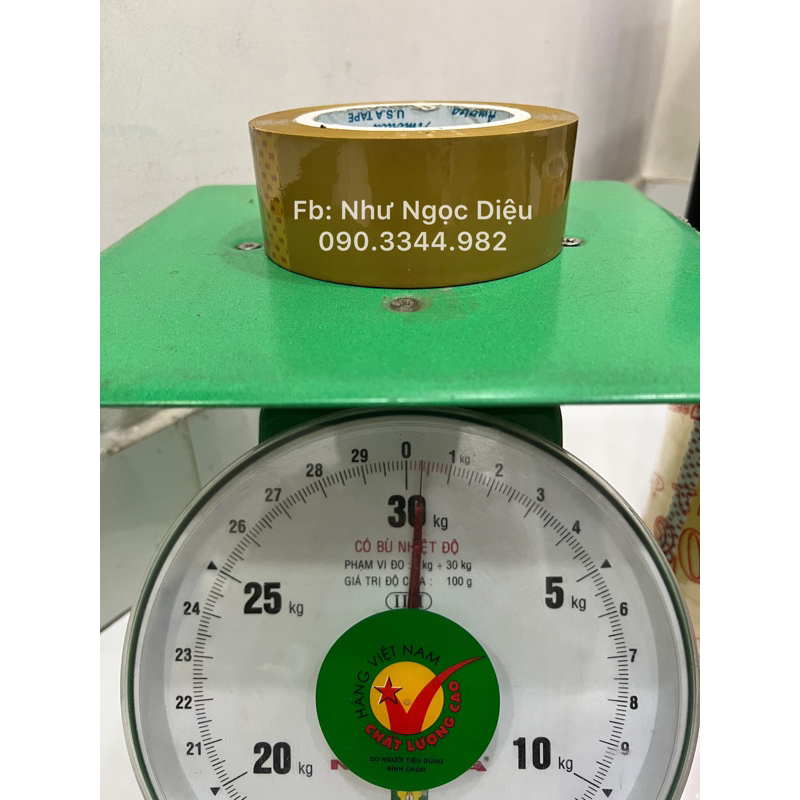 America
U.S.A TAPE
Fb: Như Ngọc Diệu
090.3344.982
0
1 kg
2
3
4
5 kg
6
7
8
9
10 kg
20 kg
21
22
23
24
25 kg
26
27
28
29
30 kg
CÓ BÙ NHIỆT ĐỘ
PHẠM VI ĐO : kg ÷ 30 kg
GIÁ TRỊ ĐỘ CHIA : 100 g
HÀNG VIỆT NAM
CHẤT LƯỢNG CAO
DO NGƯỜI TIÊU DÙNG
BÌNH CHỌN